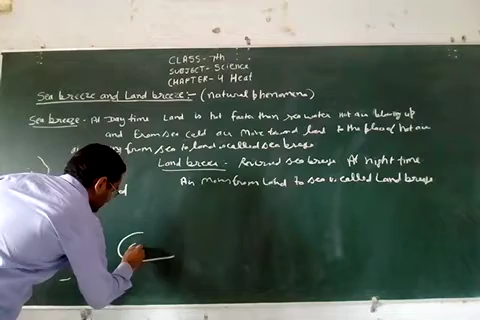 CLASS- 7th
SUBJECT- Science
CHAPTER- 4 Heat
Sea breeze and Land breeze:- (natural phenomena)
Sea breeze - At Day time Land is hot faster than sea water hot air
and from sea cold air Move toward land to the place of hot air
from sea to land is called sea breeze
Land breeze - Reversed sea breeze At night time
Air from Land to sea is called Land breeze